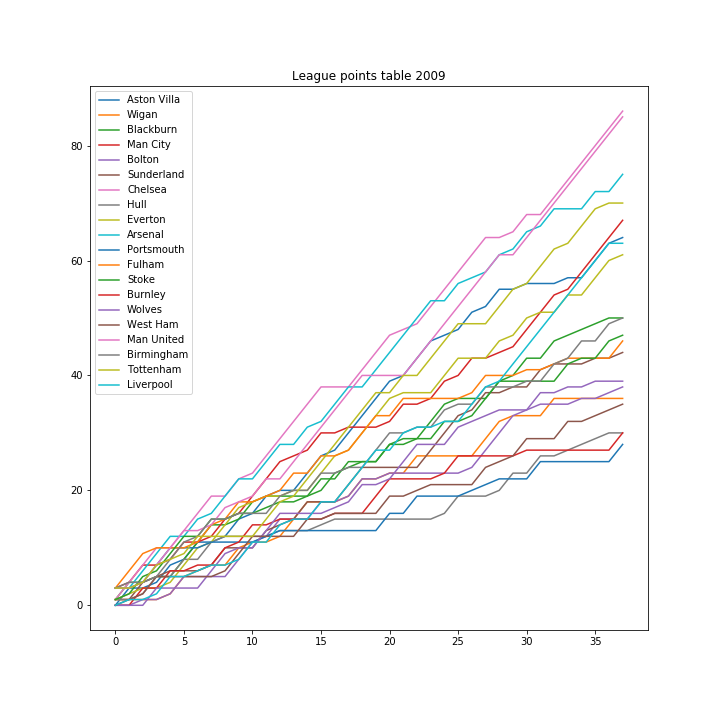 League points table 2009
Aston Villa
Wigan
Blackburn
Man City
Bolton
Sunderland
Chelsea
Hull
Everton
Arsenal
Portsmouth
Fulham
Stoke
Burnley
Wolves
West Ham
Man United
Birmingham
Tottenham
Liverpool
80
60
40
20
0
0 5 10 15 20 25 30 35